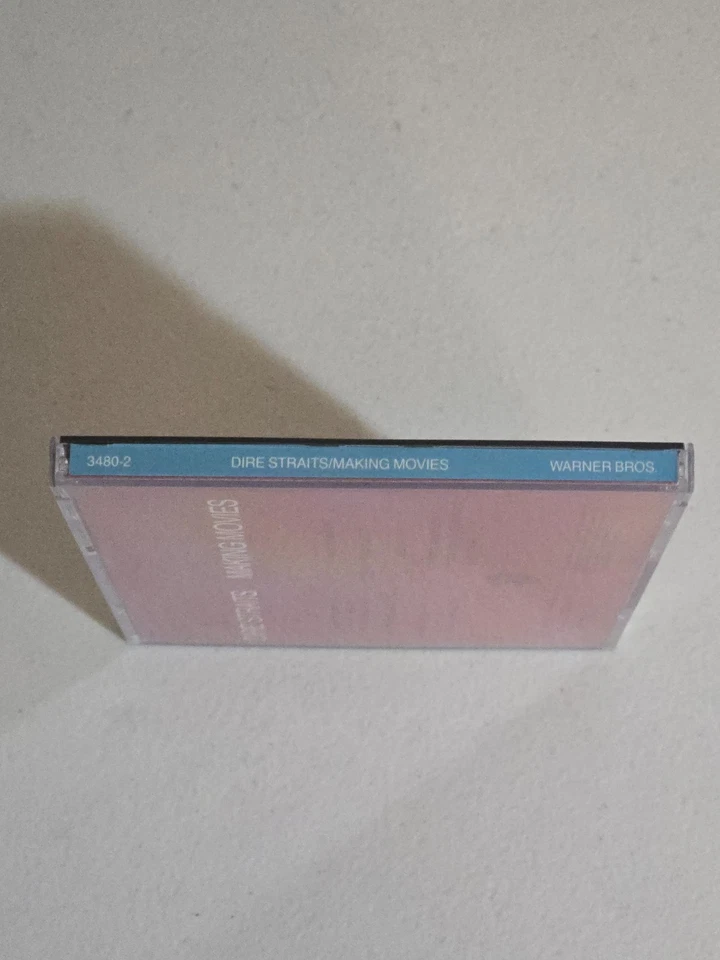 3480-2 DIRE STRAITS/MAKING MOVIES WARNER BROS.
DIRE STRAITS MAKING MOVIES